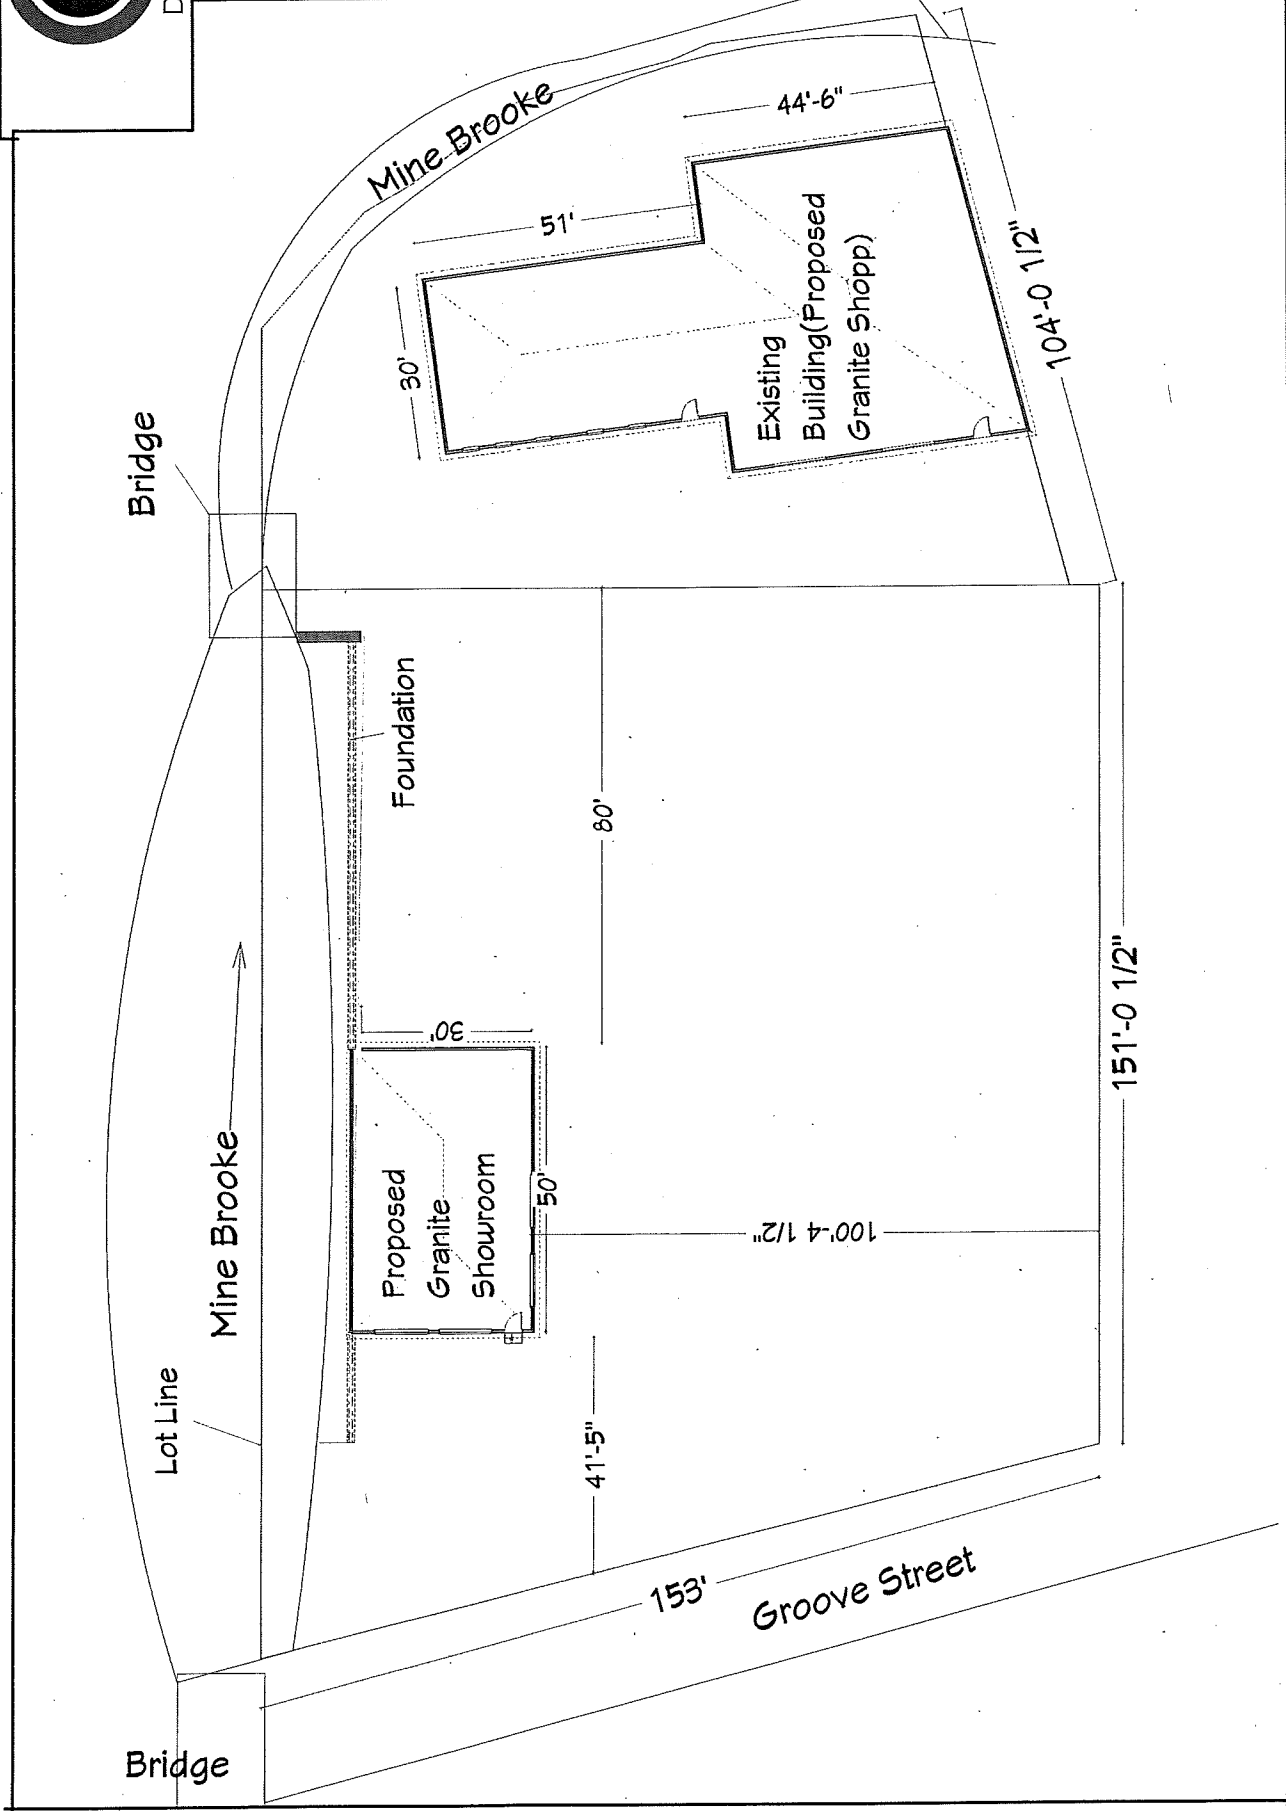 Bridge
Mine Brooke
44'-6"
51'
30'
Existing
Building(Proposed
Granite Shopp)
104'-0 1/2"
Foundation
80'
Mine Brooke
30'
Proposed
Granite
Showroom
50'
100'-4 1/2"
151'-0 1/2"
Lot Line
41'-5"
153'
Groove Street
Bridge